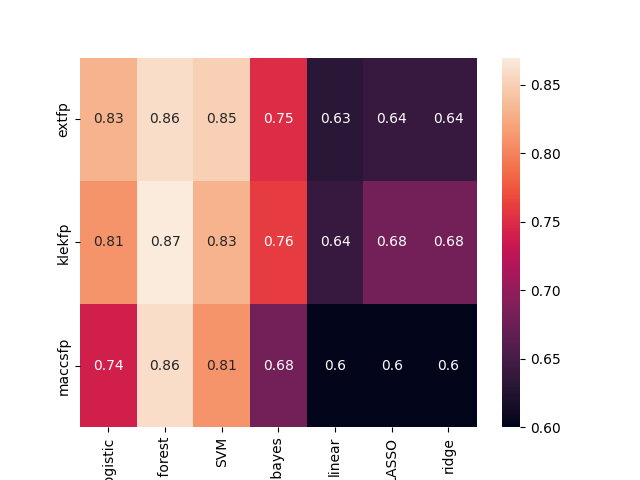 extfp 0.83 0.86 0.85 0.75 0.63 0.64 0.64
klekfp 0.81 0.87 0.83 0.76 0.64 0.68 0.68
maccsfp 0.74 0.86 0.81 0.68 0.6 0.6 0.6
ogistic forest SVM bayes linear ASSO ridge
0.85
0.80
0.75
0.70
0.65
0.60